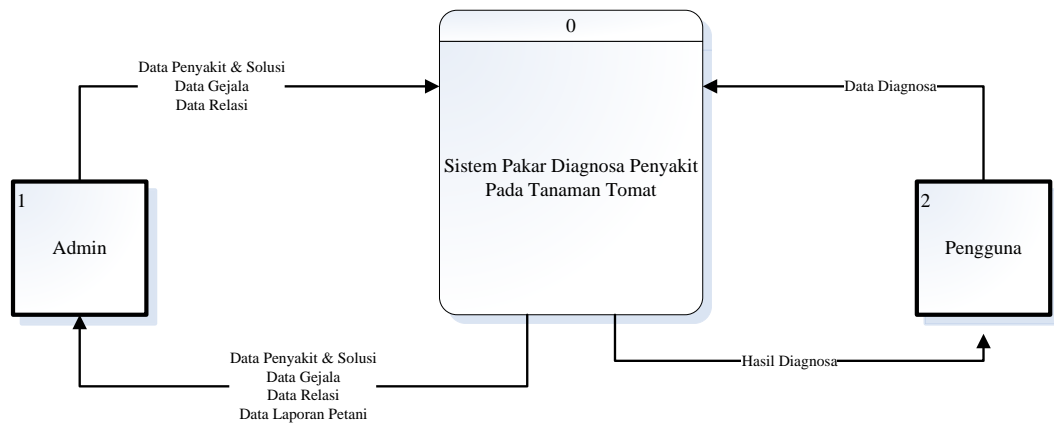 0
Data Penyakit & Solusi
Data Gejala
Data Relasi
Data Diagnosa
Sistem Pakar Diagnosa Penyakit
Pada Tanaman Tomat
1
Admin
2
Pengguna
Data Penyakit & Solusi
Data Gejala
Data Relasi
Data Laporan Petani
Hasil Diagnosa